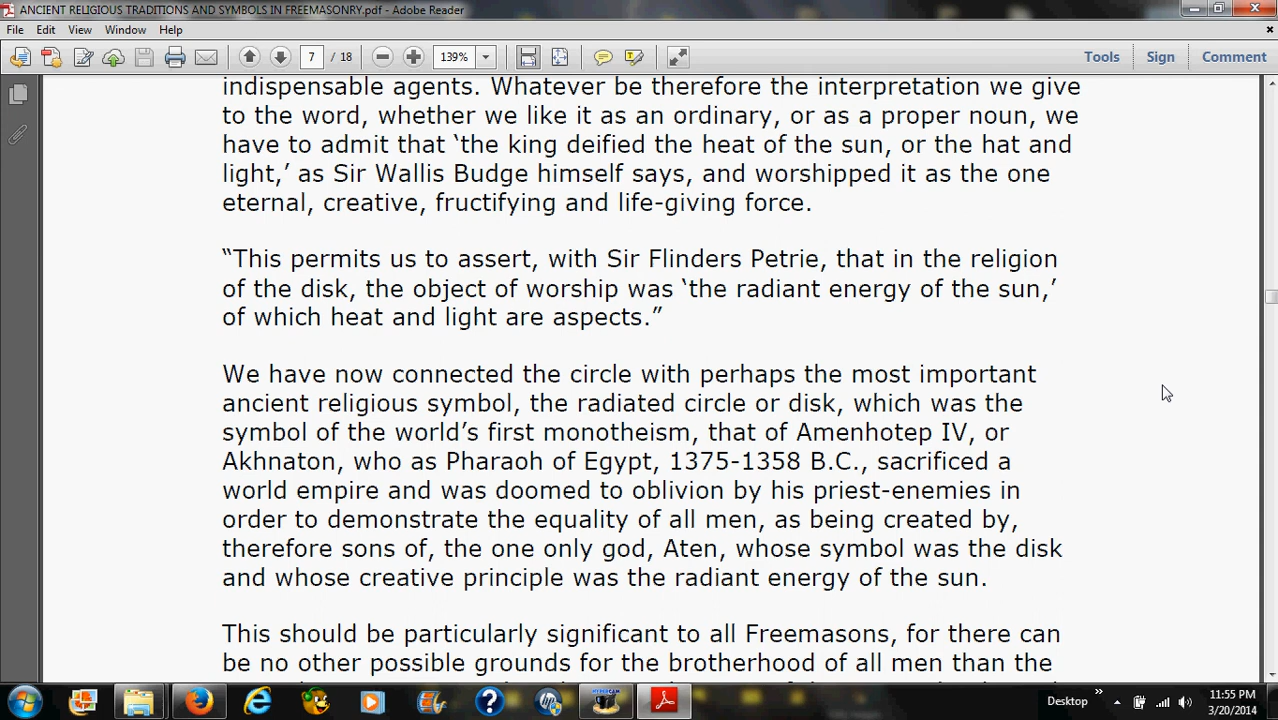 ANCIENT RELIGIOUS TRADITIONS AND SYMBOLS IN FREEMASONRY.pdf - Adobe Reader
File Edit View Window Help
7 / 18 139% Tools Sign Comment
indispensable agents. Whatever be therefore the interpretation we give
to the word, whether we like it as an ordinary, or as a proper noun, we
have to admit that ‘the king deified the heat of the sun, or the hat and
light,’ as Sir Wallis Budge himself says, and worshipped it as the one
eternal, creative, fructifying and life-giving force.
“This permits us to assert, with Sir Flinders Petrie, that in the religion
of the disk, the object of worship was ‘the radiant energy of the sun,’
of which heat and light are aspects.”
We have now connected the circle with perhaps the most important
ancient religious symbol, the radiated circle or disk, which was the
symbol of the world’s first monotheism, that of Amenhotep IV, or
Akhnaton, who as Pharaoh of Egypt, 1375-1358 B.C., sacrificed a
world empire and was doomed to oblivion by his priest-enemies in
order to demonstrate the equality of all men, as being created by,
therefore sons of, the one only god, Aten, whose symbol was the disk
and whose creative principle was the radiant energy of the sun.
This should be particularly significant to all Freemasons, for there can
be no other possible grounds for the brotherhood of all men than the
Desktop » 11:55 PM
3/20/2014